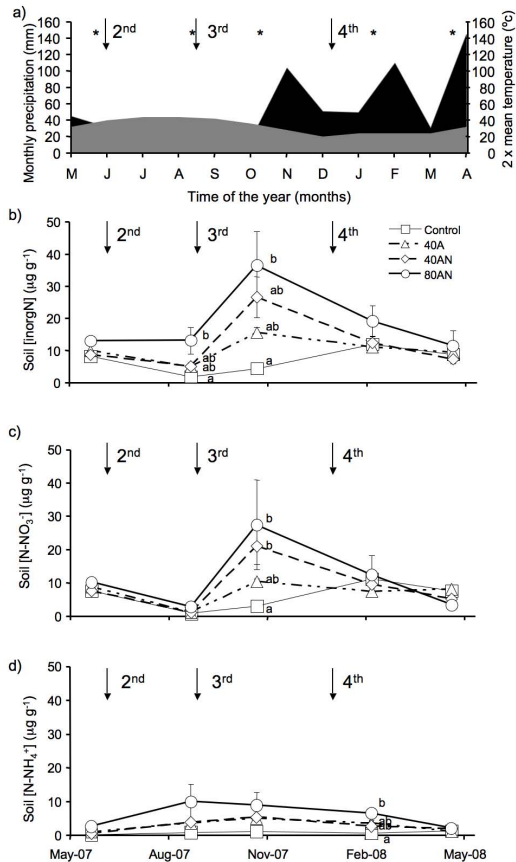 a)
160 140 120 100 80 60 40 20 0
Monthly precipitation (mm)
* 2nd * 3rd * 4th * *
160 140 120 100 80 60 40 20 0
2 x mean temperature (ºc)
M J J A S O N D J F M A
Time of the year (months)
b)
2nd 3rd 4th
50 40 30 20 10 0
Soil [inorgN] (µg g-1)
Control
40A
40AN
80AN
b
ab
ab
a
b
ab
ab
a
c)
2nd 3rd 4th
50 40 30 20 10 0
Soil [N-NO3-] (µg g-1)
b
b
ab
a
d)
2nd 3rd 4th
50 40 30 20 10 0
Soil [N-NH4+] (µg g-1)
b
ab
ab
a
May-07 Aug-07 Nov-07 Feb-08 May-08